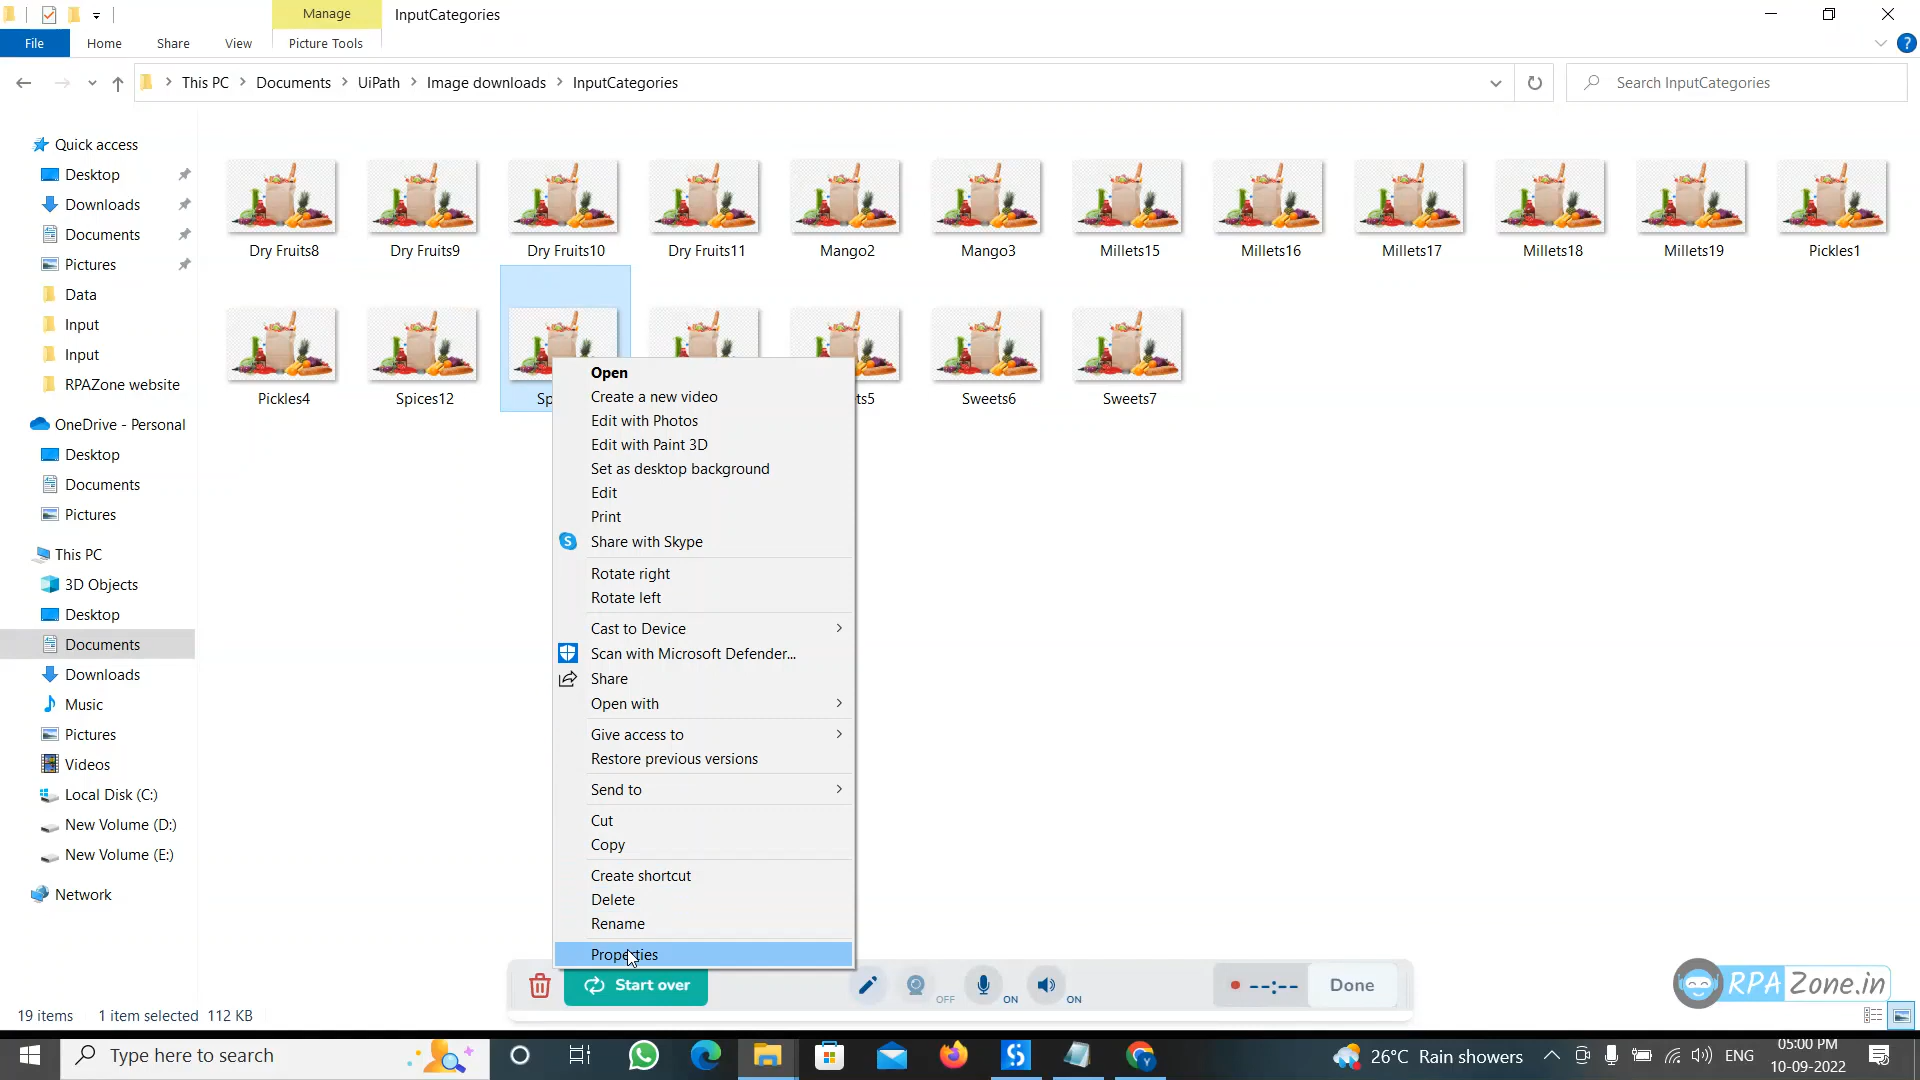 Manage
InputCategories
File
Home
Share
View
Picture Tools
This PC
Documents
UiPath
Image downloads
InputCategories
Search InputCategories
Quick access
Desktop
Downloads
Documents
Pictures
Data
Input
Input
RPAZone website
OneDrive - Personal
Desktop
Documents
Pictures
This PC
3D Objects
Desktop
Documents
Downloads
Music
Pictures
Videos
Local Disk (C:)
New Volume (D:)
New Volume (E:)
Network
Dry Fruits8
Dry Fruits9
Dry Fruits10
Dry Fruits11
Mango2
Mango3
Millets15
Millets16
Millets17
Millets18
Millets19
Pickles1
Pickles4
Spices12
Sp
ts5
Sweets6
Sweets7
Open
Create a new video
Edit with Photos
Edit with Paint 3D
Set as desktop background
Edit
Print
Share with Skype
Rotate right
Rotate left
Cast to Device
Scan with Microsoft Defender...
Share
Open with
Give access to
Restore previous versions
Send to
Cut
Copy
Create shortcut
Delete
Rename
Properties
Start over
OFF
ON
ON
--:--
Done
RPA Zone.in
19 items
1 item selected 112 KB
Type here to search
26°C Rain showers
ENG
05:00 PM
10-09-2022